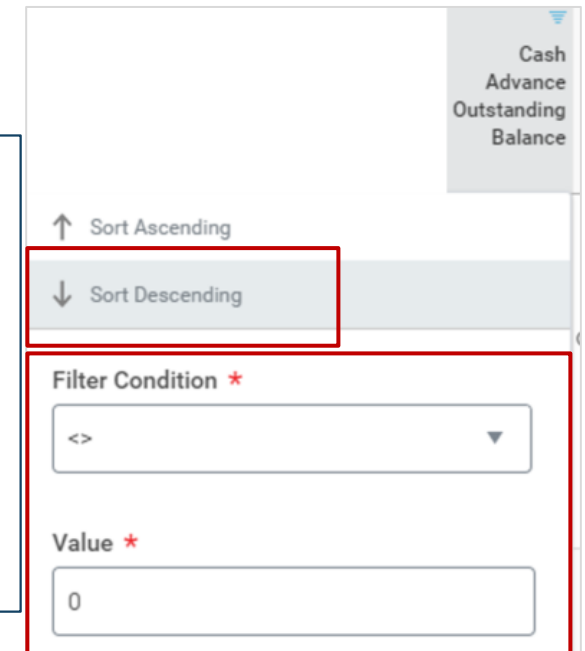 Cash
Advance
Outstanding
Balance
↑ Sort Ascending
↓ Sort Descending
Filter Condition *
<>
Value *
0